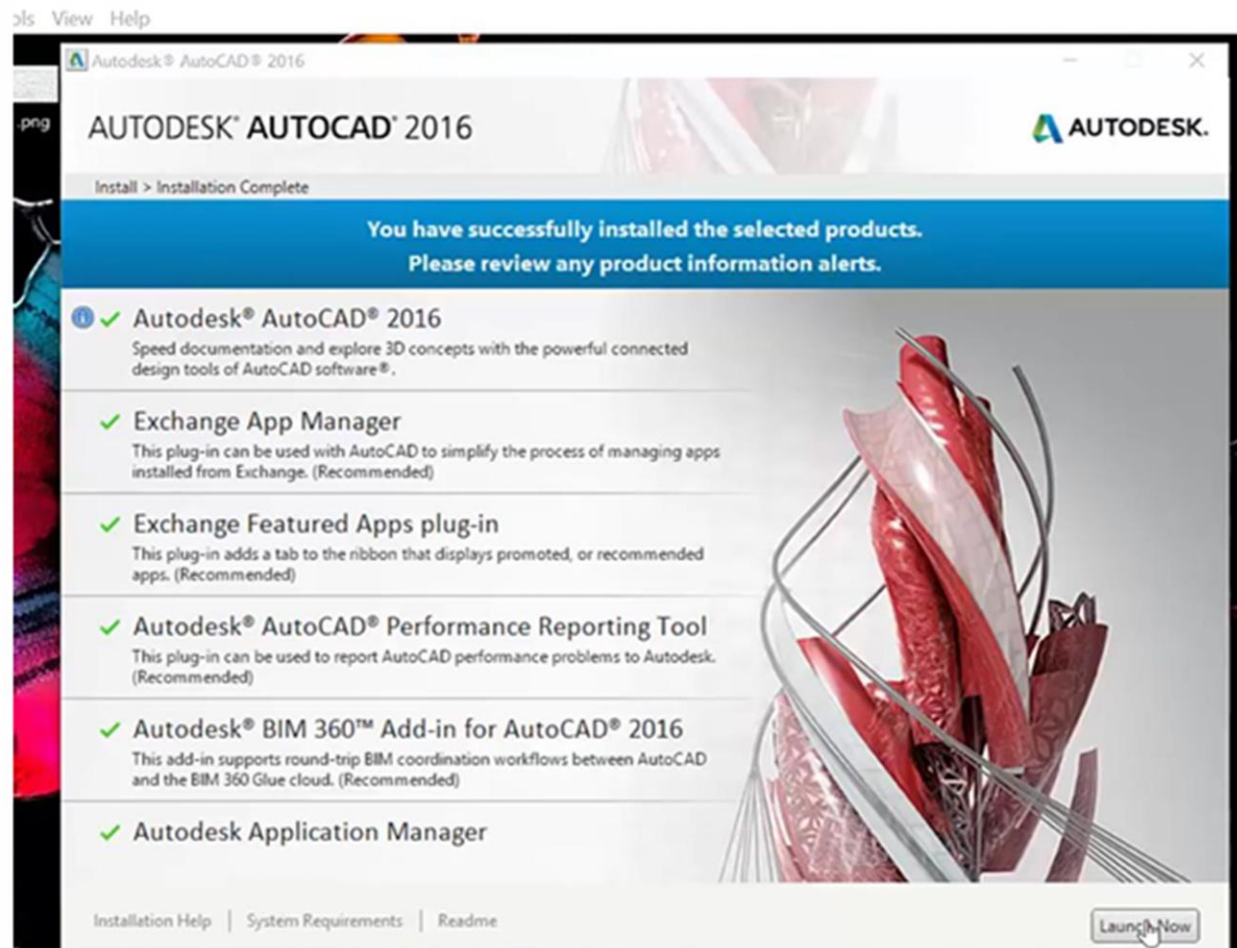 ols View Help
Autodesk® AutoCAD® 2016
.png
AUTODESK® AUTOCAD® 2016
AUTODESK.
Install > Installation Complete
You have successfully installed the selected products.
Please review any product information alerts.
Autodesk® AutoCAD® 2016
Speed documentation and explore 3D concepts with the powerful connected
design tools of AutoCAD software®.
Exchange App Manager
This plug-in can be used with AutoCAD to simplify the process of managing apps
installed from Exchange. (Recommended)
Exchange Featured Apps plug-in
This plug-in adds a tab to the ribbon that displays promoted, or recommended
apps. (Recommended)
Autodesk® AutoCAD® Performance Reporting Tool
This plug-in can be used to report AutoCAD performance problems to Autodesk.
(Recommended)
Autodesk® BIM 360™ Add-in for AutoCAD® 2016
This add-in supports round-trip BIM coordination workflows between AutoCAD
and the BIM 360 Glue cloud. (Recommended)
Autodesk Application Manager
Installation Help | System Requirements | Readme
Launch Now